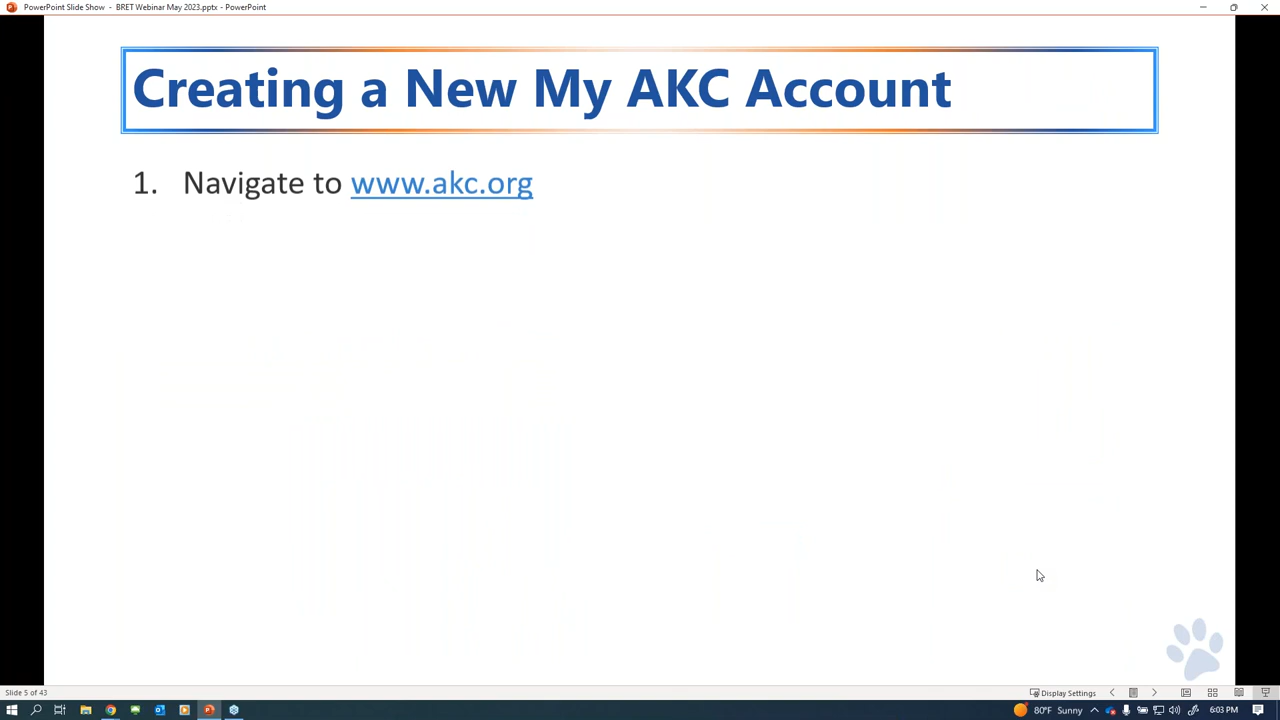 PowerPoint Slide Show - BRET Webinar May 2023.pptx - PowerPoint
Creating a New My AKC Account
1. Navigate to www.akc.org
Slide 5 of 43
Display Settings
80°F Sunny
6:03 PM